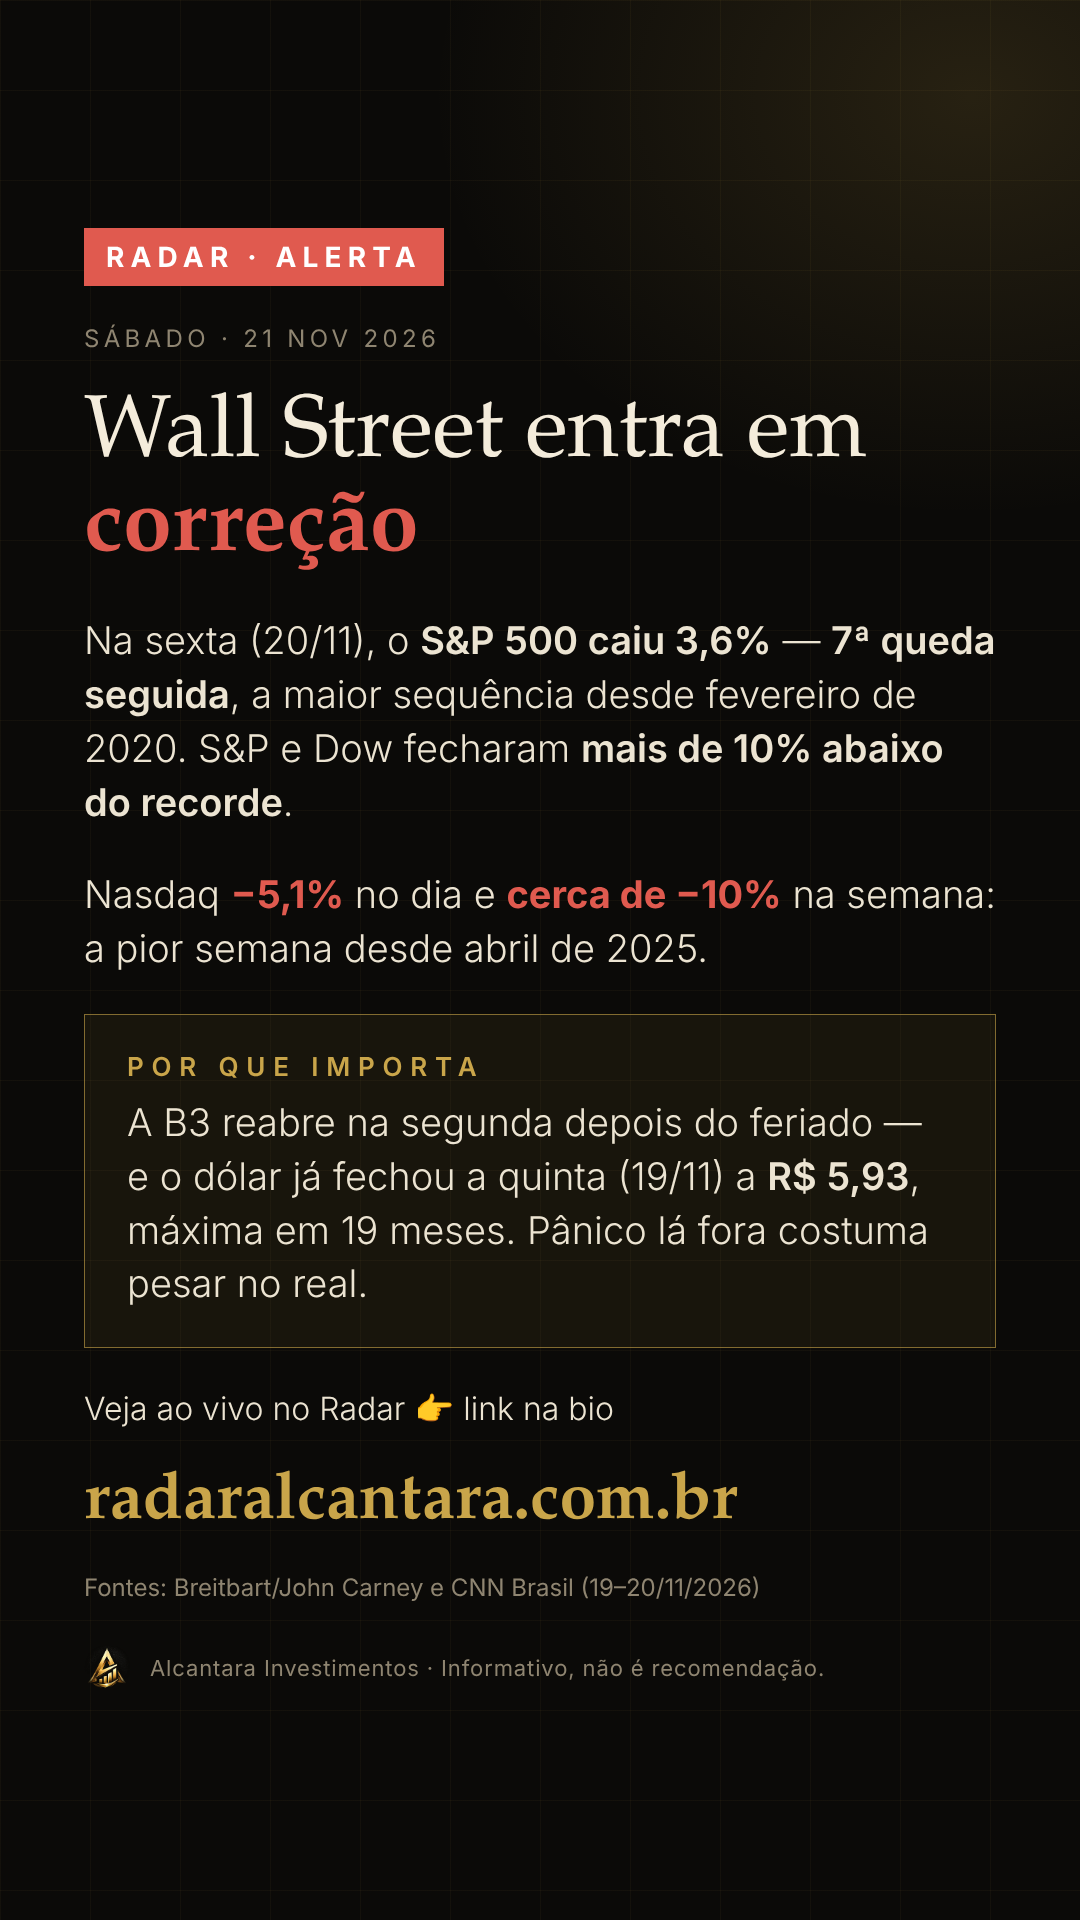 RADAR · ALERTA
SÁBADO · 21 NOV 2026
Wall Street entra em
correção
Na sexta (20/11), o S&P 500 caiu 3,6% — 7ª queda
seguida, a maior sequência desde fevereiro de
2020. S&P e Dow fecharam mais de 10% abaixo
do recorde.
Nasdaq −5,1% no dia e cerca de −10% na semana:
a pior semana desde abril de 2025.
POR QUE IMPORTA
A B3 reabre na segunda depois do feriado —
e o dólar já fechou a quinta (19/11) a R$ 5,93,
máxima em 19 meses. Pânico lá fora costuma
pesar no real.
Veja ao vivo no Radar 👉 link na bio
radaralcantara.com.br
Fontes: Breitbart/John Carney e CNN Brasil (19–20/11/2026)
Alcantara Investimentos · Informativo, não é recomendação.